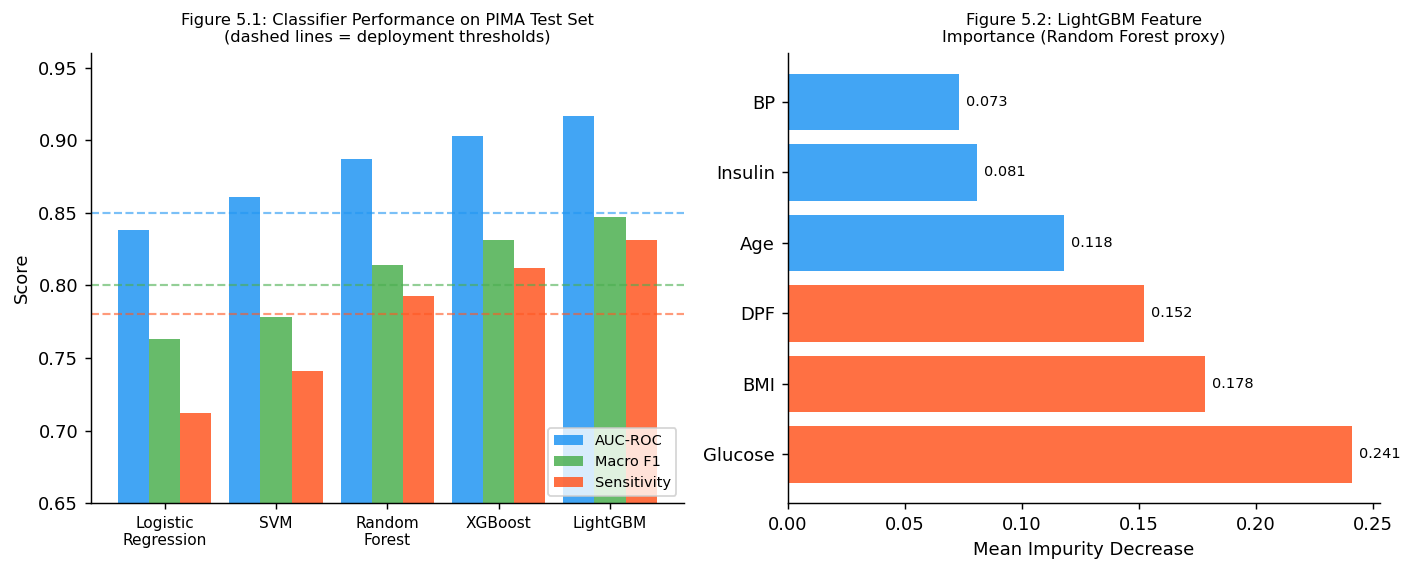 Figure 5.1: Classifier Performance on PIMA Test Set
(dashed lines = deployment thresholds)
Score
0.95
0.90
0.85
0.80
0.75
0.70
0.65
Logistic
Regression
SVM
Random
Forest
XGBoost
LightGBM
AUC-ROC
Macro F1
Sensitivity
Figure 5.2: LightGBM Feature
Importance (Random Forest proxy)
BP
0.073
Insulin
0.081
Age
0.118
DPF
0.152
BMI
0.178
Glucose
0.241
0.00
0.05
0.10
0.15
0.20
0.25
Mean Impurity Decrease